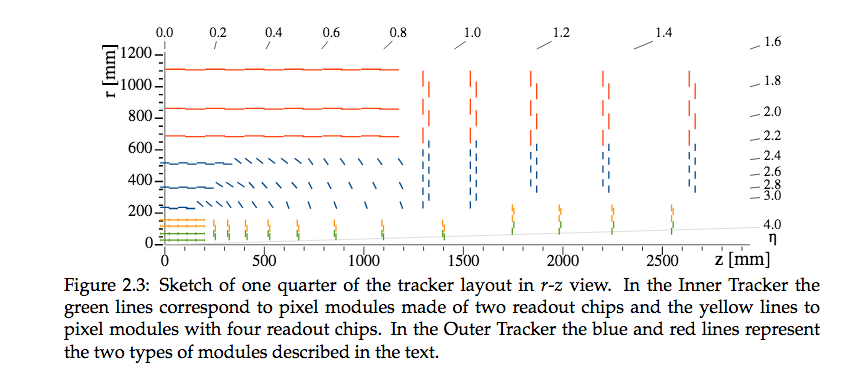 0.0 0.2 0.4 0.6 0.8 1.0 1.2 1.4 1.6
r [mm]
1200
1000
800
600
400
200
0
1.8
2.0
2.2
2.4
2.6
2.8
3.0
4.0
η
0 500 1000 1500 2000 2500 z [mm]
Figure 2.3: Sketch of one quarter of the tracker layout in r-z view. In the Inner Tracker the
green lines correspond to pixel modules made of two readout chips and the yellow lines to
pixel modules with four readout chips. In the Outer Tracker the blue and red lines represent
the two types of modules described in the text.